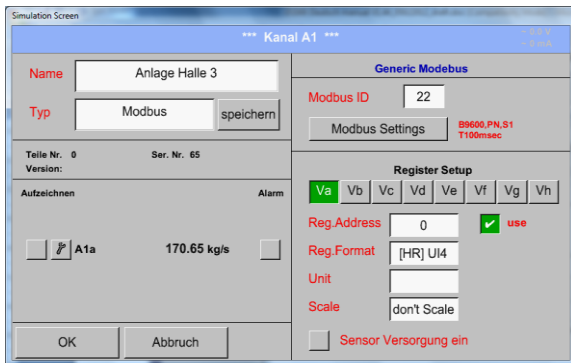 Simulation Screen
*** Kanal A1 ***
~ 0.0 V
~ 0 mA
Name
Anlage Halle 3
Typ
Modbus
speichern
Teile Nr. 0
Ser. Nr. 65
Version:
Aufzeichnen
Alarm
A1a
170.65 kg/s
OK
Abbruch
Generic Modebus
Modbus ID
22
Modbus Settings
B9600,PN,S1
T100msec
Register Setup
Va Vb Vc Vd Ve Vf Vg Vh
Reg.Address
0
use
Reg.Format
[HR] UI4
Unit
Scale
don't Scale
Sensor Versorgung ein